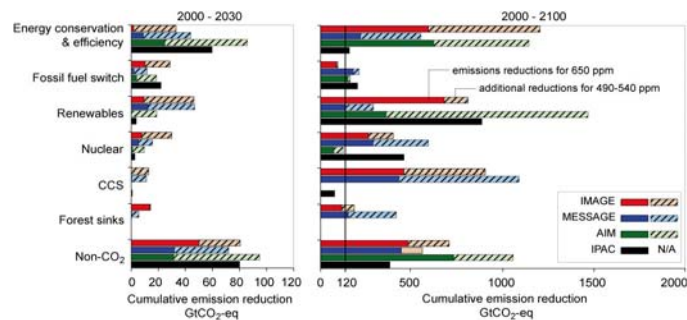 2000 - 2030
2000 - 2100
Energy conservation
& efficiency
Fossil fuel switch
emissions reductions for 650 ppm
additional reductions for 490-540 ppm
Renewables
Nuclear
CCS
IMAGE
Forest sinks
MESSAGE
AIM
Non-CO₂
IPAC N/A
0 20 40 60 80 100 120
0 120 500 1000 1500 2000
Cumulative emission reduction
GtCO₂-eq
Cumulative emission reduction
GtCO₂-eq